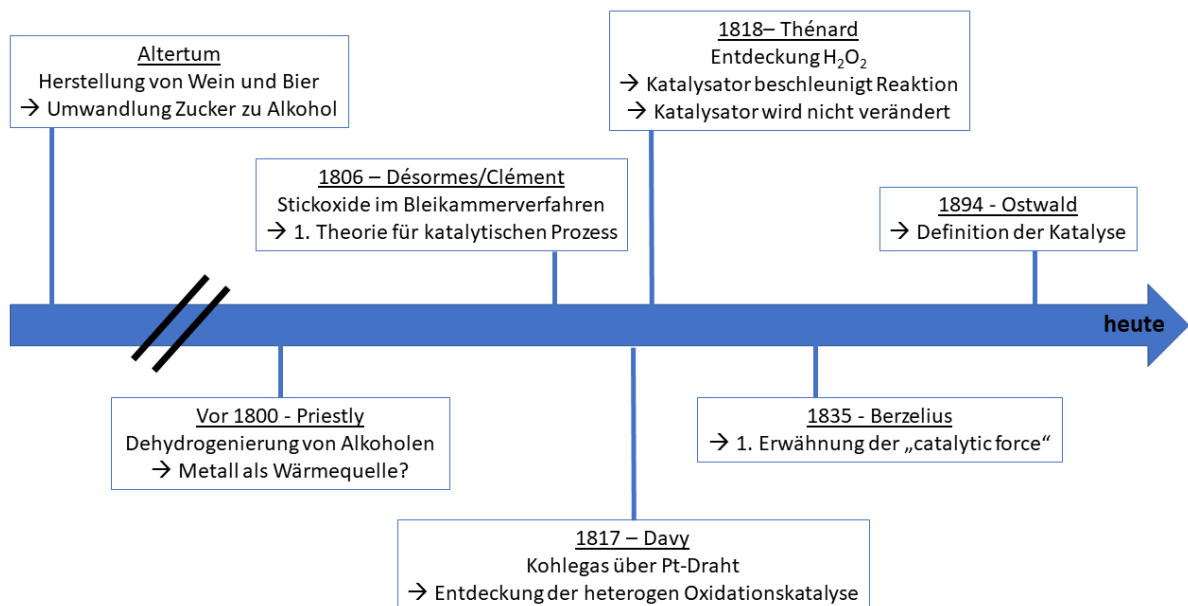 Altertum
Herstellung von Wein und Bier
→ Umwandlung Zucker zu Alkohol
Vor 1800 - Priestly
Dehydrogenierung von Alkoholen
→ Metall als Wärmequelle?
1806 – Désormes/Clément
Stickoxide im Bleikammerverfahren
→ 1. Theorie für katalytischen Prozess
1817 – Davy
Kohlegas über Pt-Draht
→ Entdeckung der heterogen Oxidationskatalyse
1818– Thénard
Entdeckung H₂O₂
→ Katalysator beschleunigt Reaktion
→ Katalysator wird nicht verändert
1835 - Berzelius
→ 1. Erwähnung der „catalytic force“
1894 - Ostwald
→ Definition der Katalyse
heute